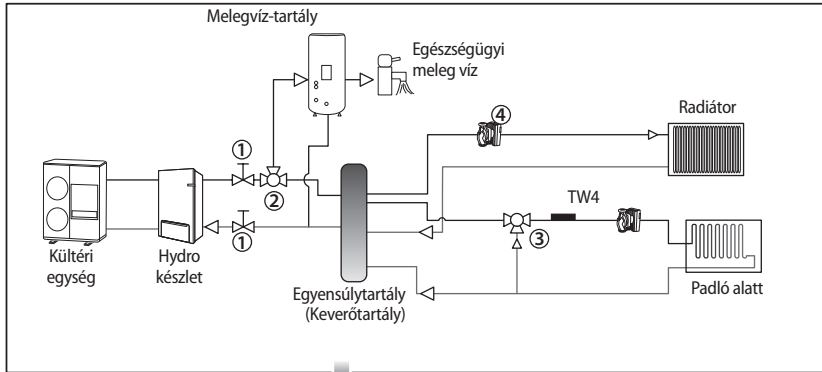 Melegvíz-tartály
Egészségügyi
meleg víz
④
Radiátor
①
②
TW4
①
③
Kültéri
egység
Hydro
készlet
Egyensúlytartály
(Keverőtartály)
Padló alatt